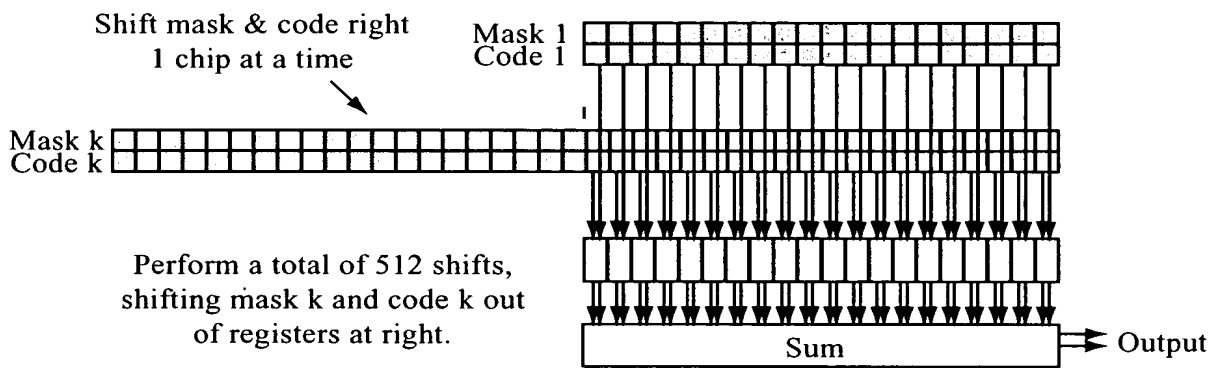 Shift mask & code right
1 chip at a time
Mask 1
Code 1
Mask k
Code k
Perform a total of 512 shifts,
shifting mask k and code k out
of registers at right.
Sum
Output